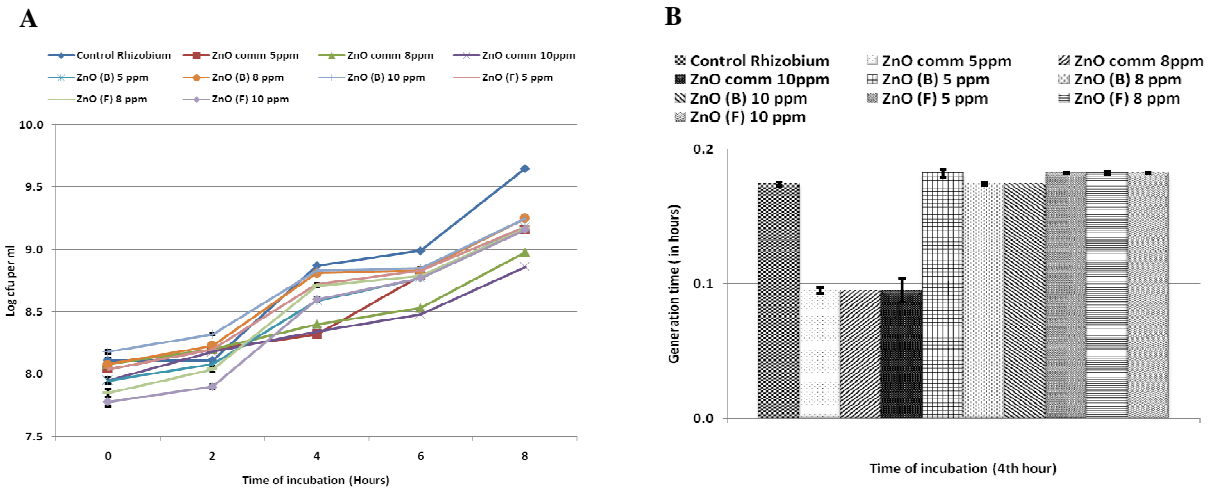 A
Control Rhizobium ZnO comm 5ppm ZnO comm 8ppm ZnO comm 10ppm
ZnO (B) 5 ppm ZnO (B) 8 ppm ZnO (B) 10 ppm ZnO (F) 5 ppm
ZnO (F) 8 ppm ZnO (F) 10 ppm
10.0
9.5
9.0
8.5
8.0
7.5
Log cfu per ml
0 2 4 6 8
Time of incubation (Hours)
B
Control Rhizobium ZnO comm 5ppm ZnO comm 8ppm
ZnO comm 10ppm ZnO (B) 5 ppm ZnO (B) 8 ppm
ZnO (B) 10 ppm ZnO (F) 5 ppm ZnO (F) 8 ppm
ZnO (F) 10 ppm
0.2
0.1
0.0
Generation time ( in hours)
Time of incubation (4th hour)